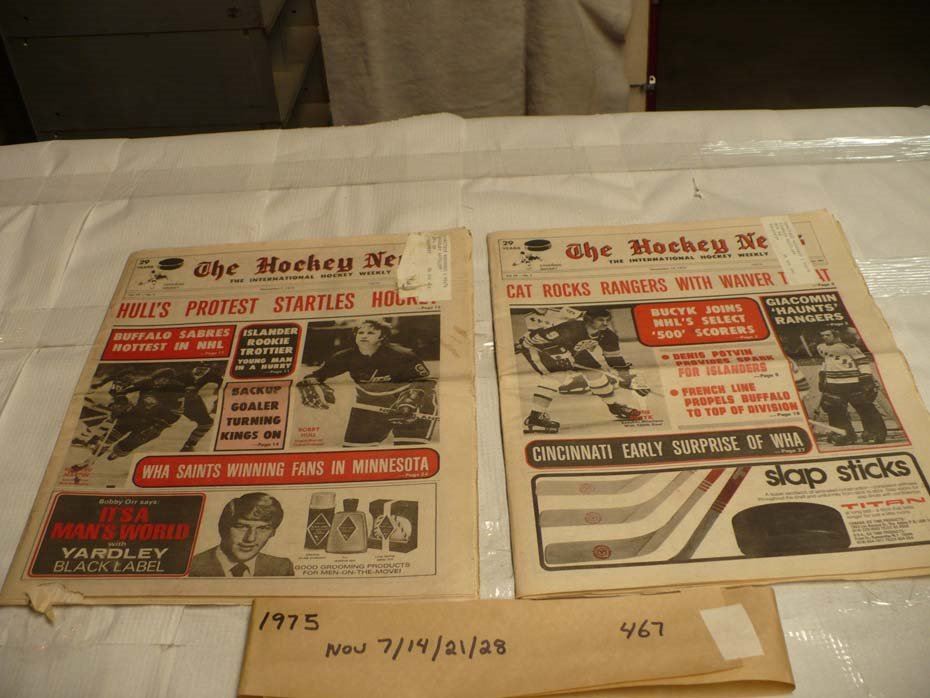 29
YEARS
The Hockey Ne
THE INTERNATIONAL HOCKEY WEEKLY
HULL'S PROTEST STARTLES
BUFFALO SABRES
HOTTEST IN NHL
ISLANDER
ROOKIE
TROTTIER
YOUNG MAN
IN A HURRY
BACKUP
GOALER
TURNING
KINGS ON
BOBBY
HULL
WHA SAINTS WINNING FANS IN MINNESOTA
Bobby Orr says:
IT'S A
MAN'S WORLD
with
YARDLEY
BLACK LABEL
GOOD GROOMING PRODUCTS
FOR MEN-ON-THE-MOVE!
29
YEARS
The Hockey Ne
THE INTERNATIONAL HOCKEY WEEKLY
CAT ROCKS RANGERS WITH WAIVER
BUCYK JOINS
NHL'S SELECT
'500' SCORERS
GIACOMIN
'HAUNTS'
RANGERS
• DENIS POTVIN
PROVIDES SPARK
FOR ISLANDERS
• FRENCH LINE
PROPELS BUFFALO
TO TOP OF DIVISION
CINCINNATI EARLY SURPRISE OF WHA
slap sticks
TITAN
1975
NOV 7/14/21/28
467